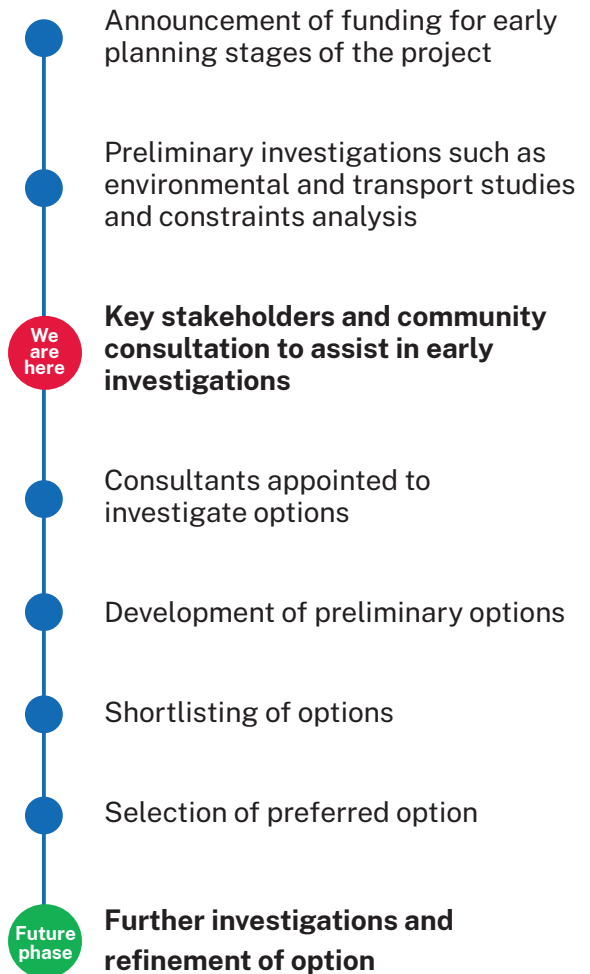 Announcement of funding for early
planning stages of the project
Preliminary investigations such as
environmental and transport studies
and constraints analysis
We
are
here
Key stakeholders and community
consultation to assist in early
investigations
Consultants appointed to
investigate options
Development of preliminary options
Shortlisting of options
Selection of preferred option
Future
phase
Further investigations and
refinement of option